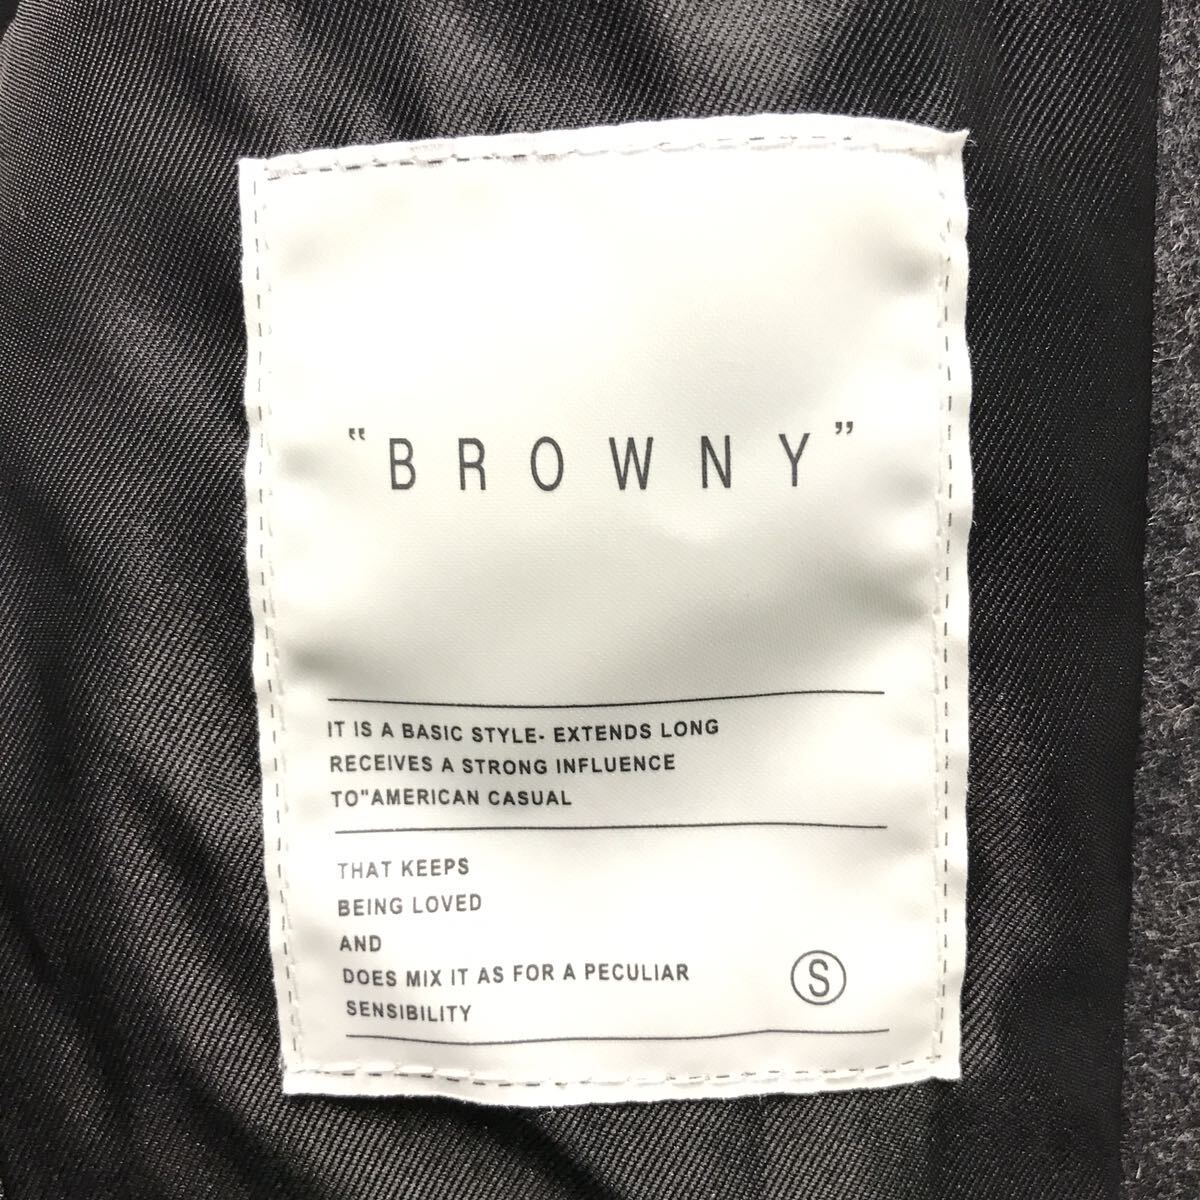 "BROWNY"
IT IS A BASIC STYLE- EXTENDS LONG
RECEIVES A STRONG INFLUENCE
TO"AMERICAN CASUAL
THAT KEEPS
BEING LOVED
AND
DOES MIX IT AS FOR A PECULIAR
SENSIBILITY
S